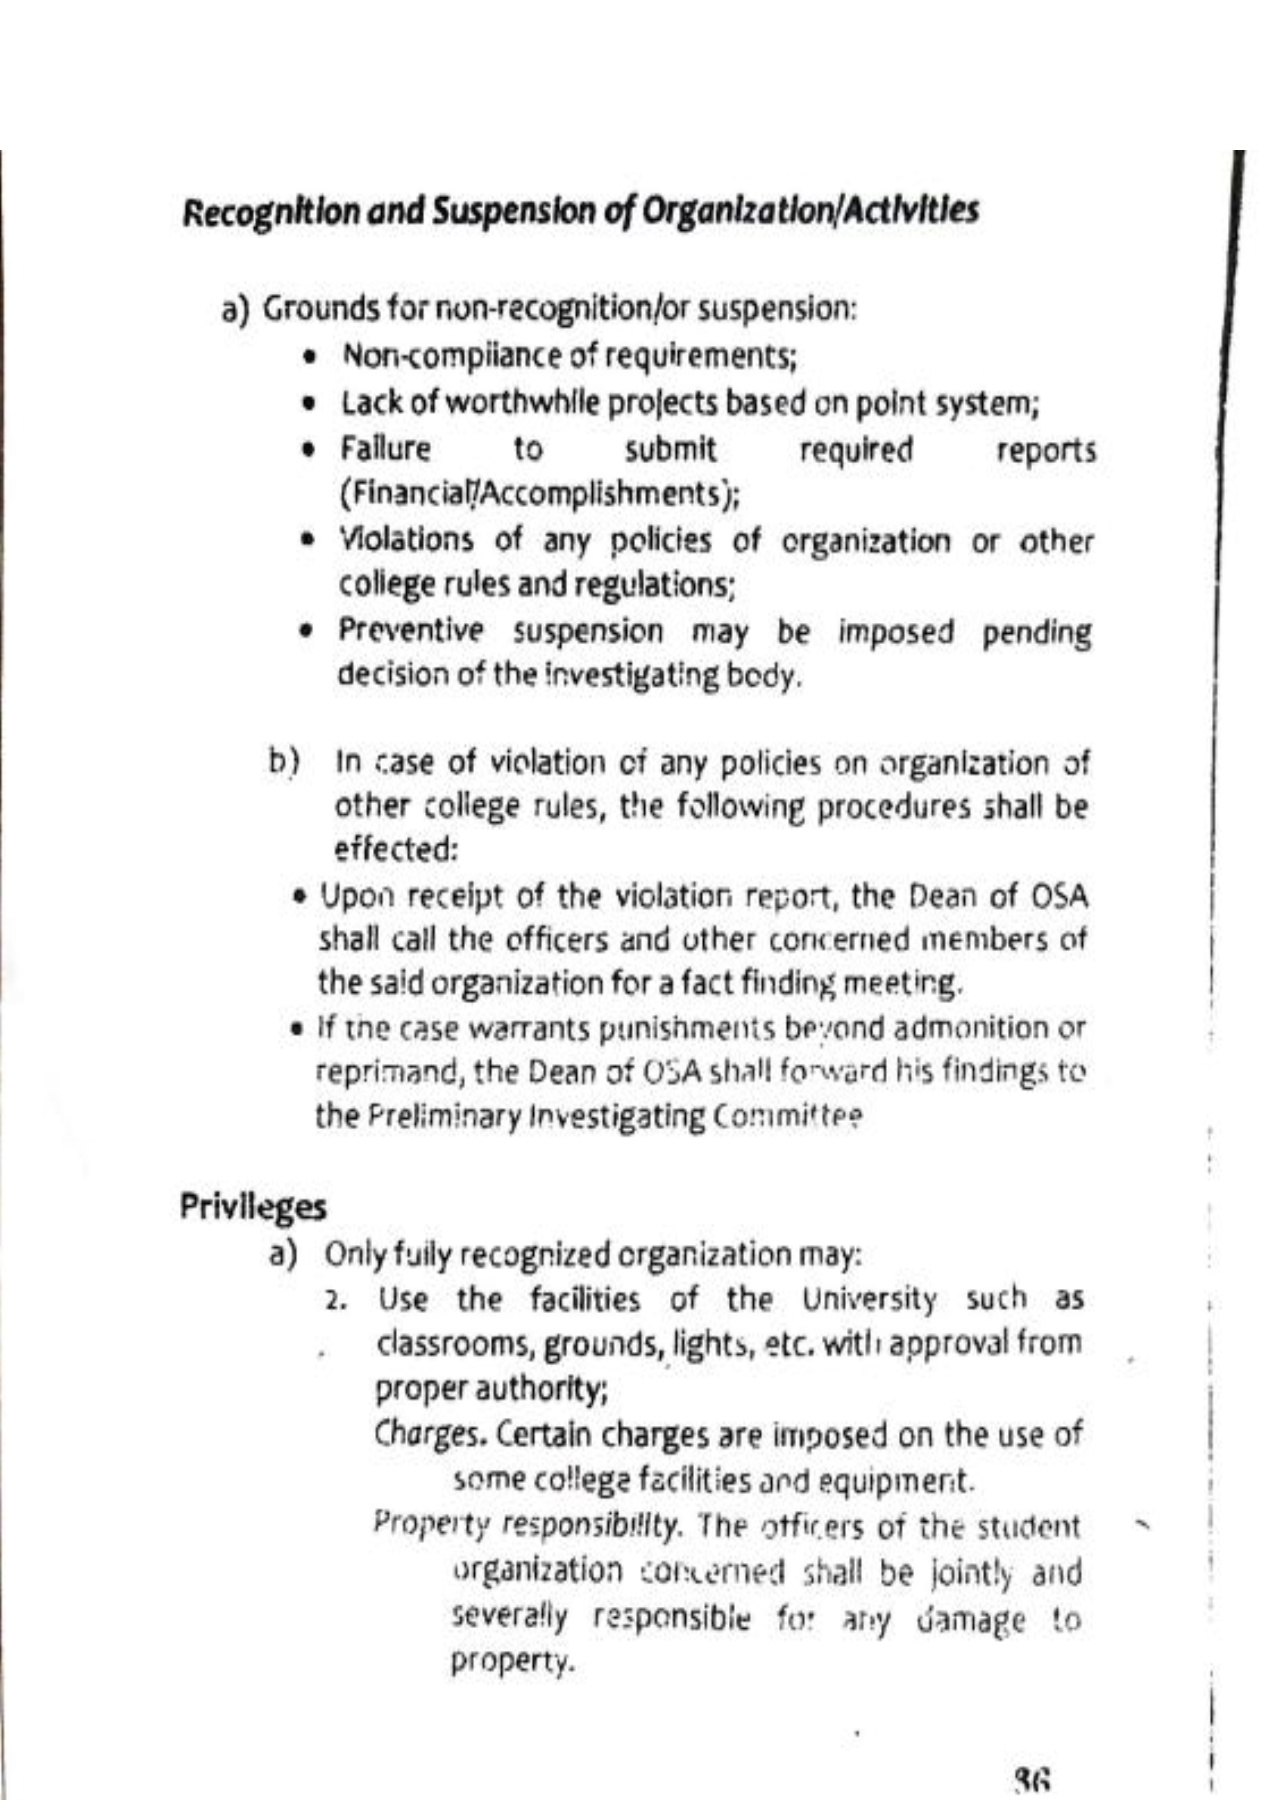 Recognition and Suspension of Organization/Activities
a) Grounds for non-recognition/or suspension:
• Non-compliance of requirements;
• Lack of worthwhile projects based on point system;
• Failure to submit required reports
(Financial/Accomplishments);
• Violations of any policies of organization or other
college rules and regulations;
• Preventive suspension may be imposed pending
decision of the investigating body.
b) In case of violation of any policies on organization of
other college rules, the following procedures shall be
effected:
• Upon receipt of the violation report, the Dean of OSA
shall call the officers and other concerned members of
the said organization for a fact finding meeting.
• If the case warrants punishments beyond admonition or
reprimand, the Dean of OSA shall forward his findings to
the Preliminary Investigating Committee
Privileges
a) Only fully recognized organization may:
2. Use the facilities of the University such as
classrooms, grounds, lights, etc. with approval from
proper authority;
Charges. Certain charges are imposed on the use of
some college facilities and equipment.
Property responsibility. The officers of the student
organization concerned shall be jointly and
severally responsible for any damage to
property.
36